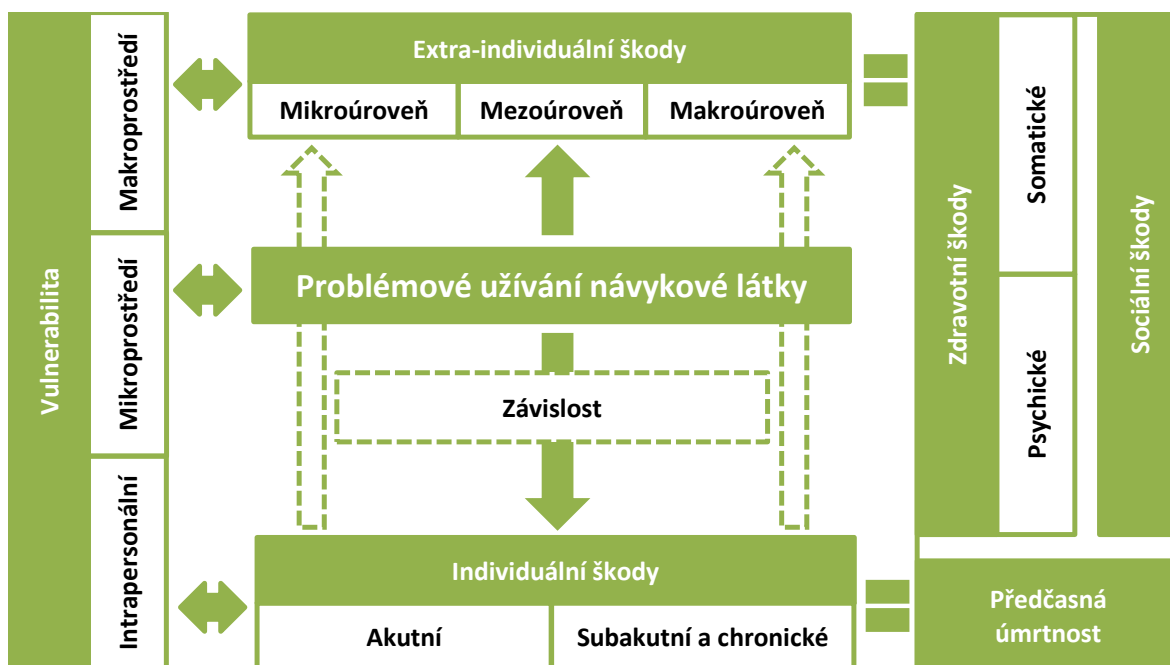 Vulnerabilita
Makroprostředí
Mikroprostředí
Intrapersonální
Extra-individuální škody
Mikroúroveň
Mezoúroveň
Makroúroveň
Problémové užívání návykové látky
Závislost
Individuální škody
Akutní
Subakutní a chronické
Zdravotní škody
Somatické
Psychické
Sociální škody
Předčasná
úmrtnost